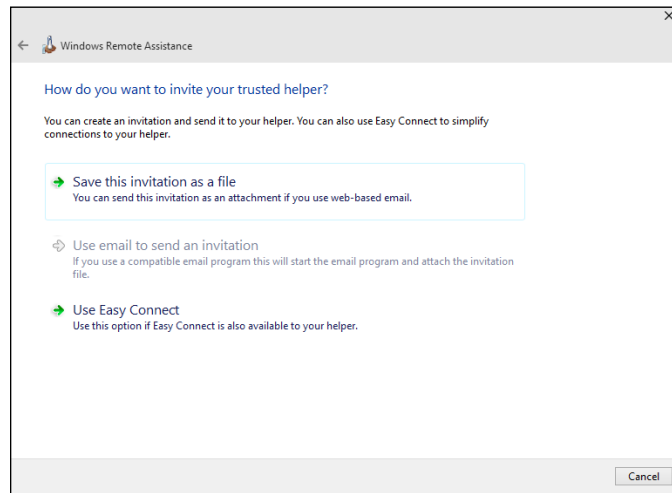 Windows Remote Assistance
How do you want to invite your trusted helper?
You can create an invitation and send it to your helper. You can also use Easy Connect to simplify
connections to your helper.
Save this invitation as a file
You can send this invitation as an attachment if you use web-based email.
Use email to send an invitation
If you use a compatible email program this will start the email program and attach the invitation
file.
Use Easy Connect
Use this option if Easy Connect is also available to your helper.
Cancel